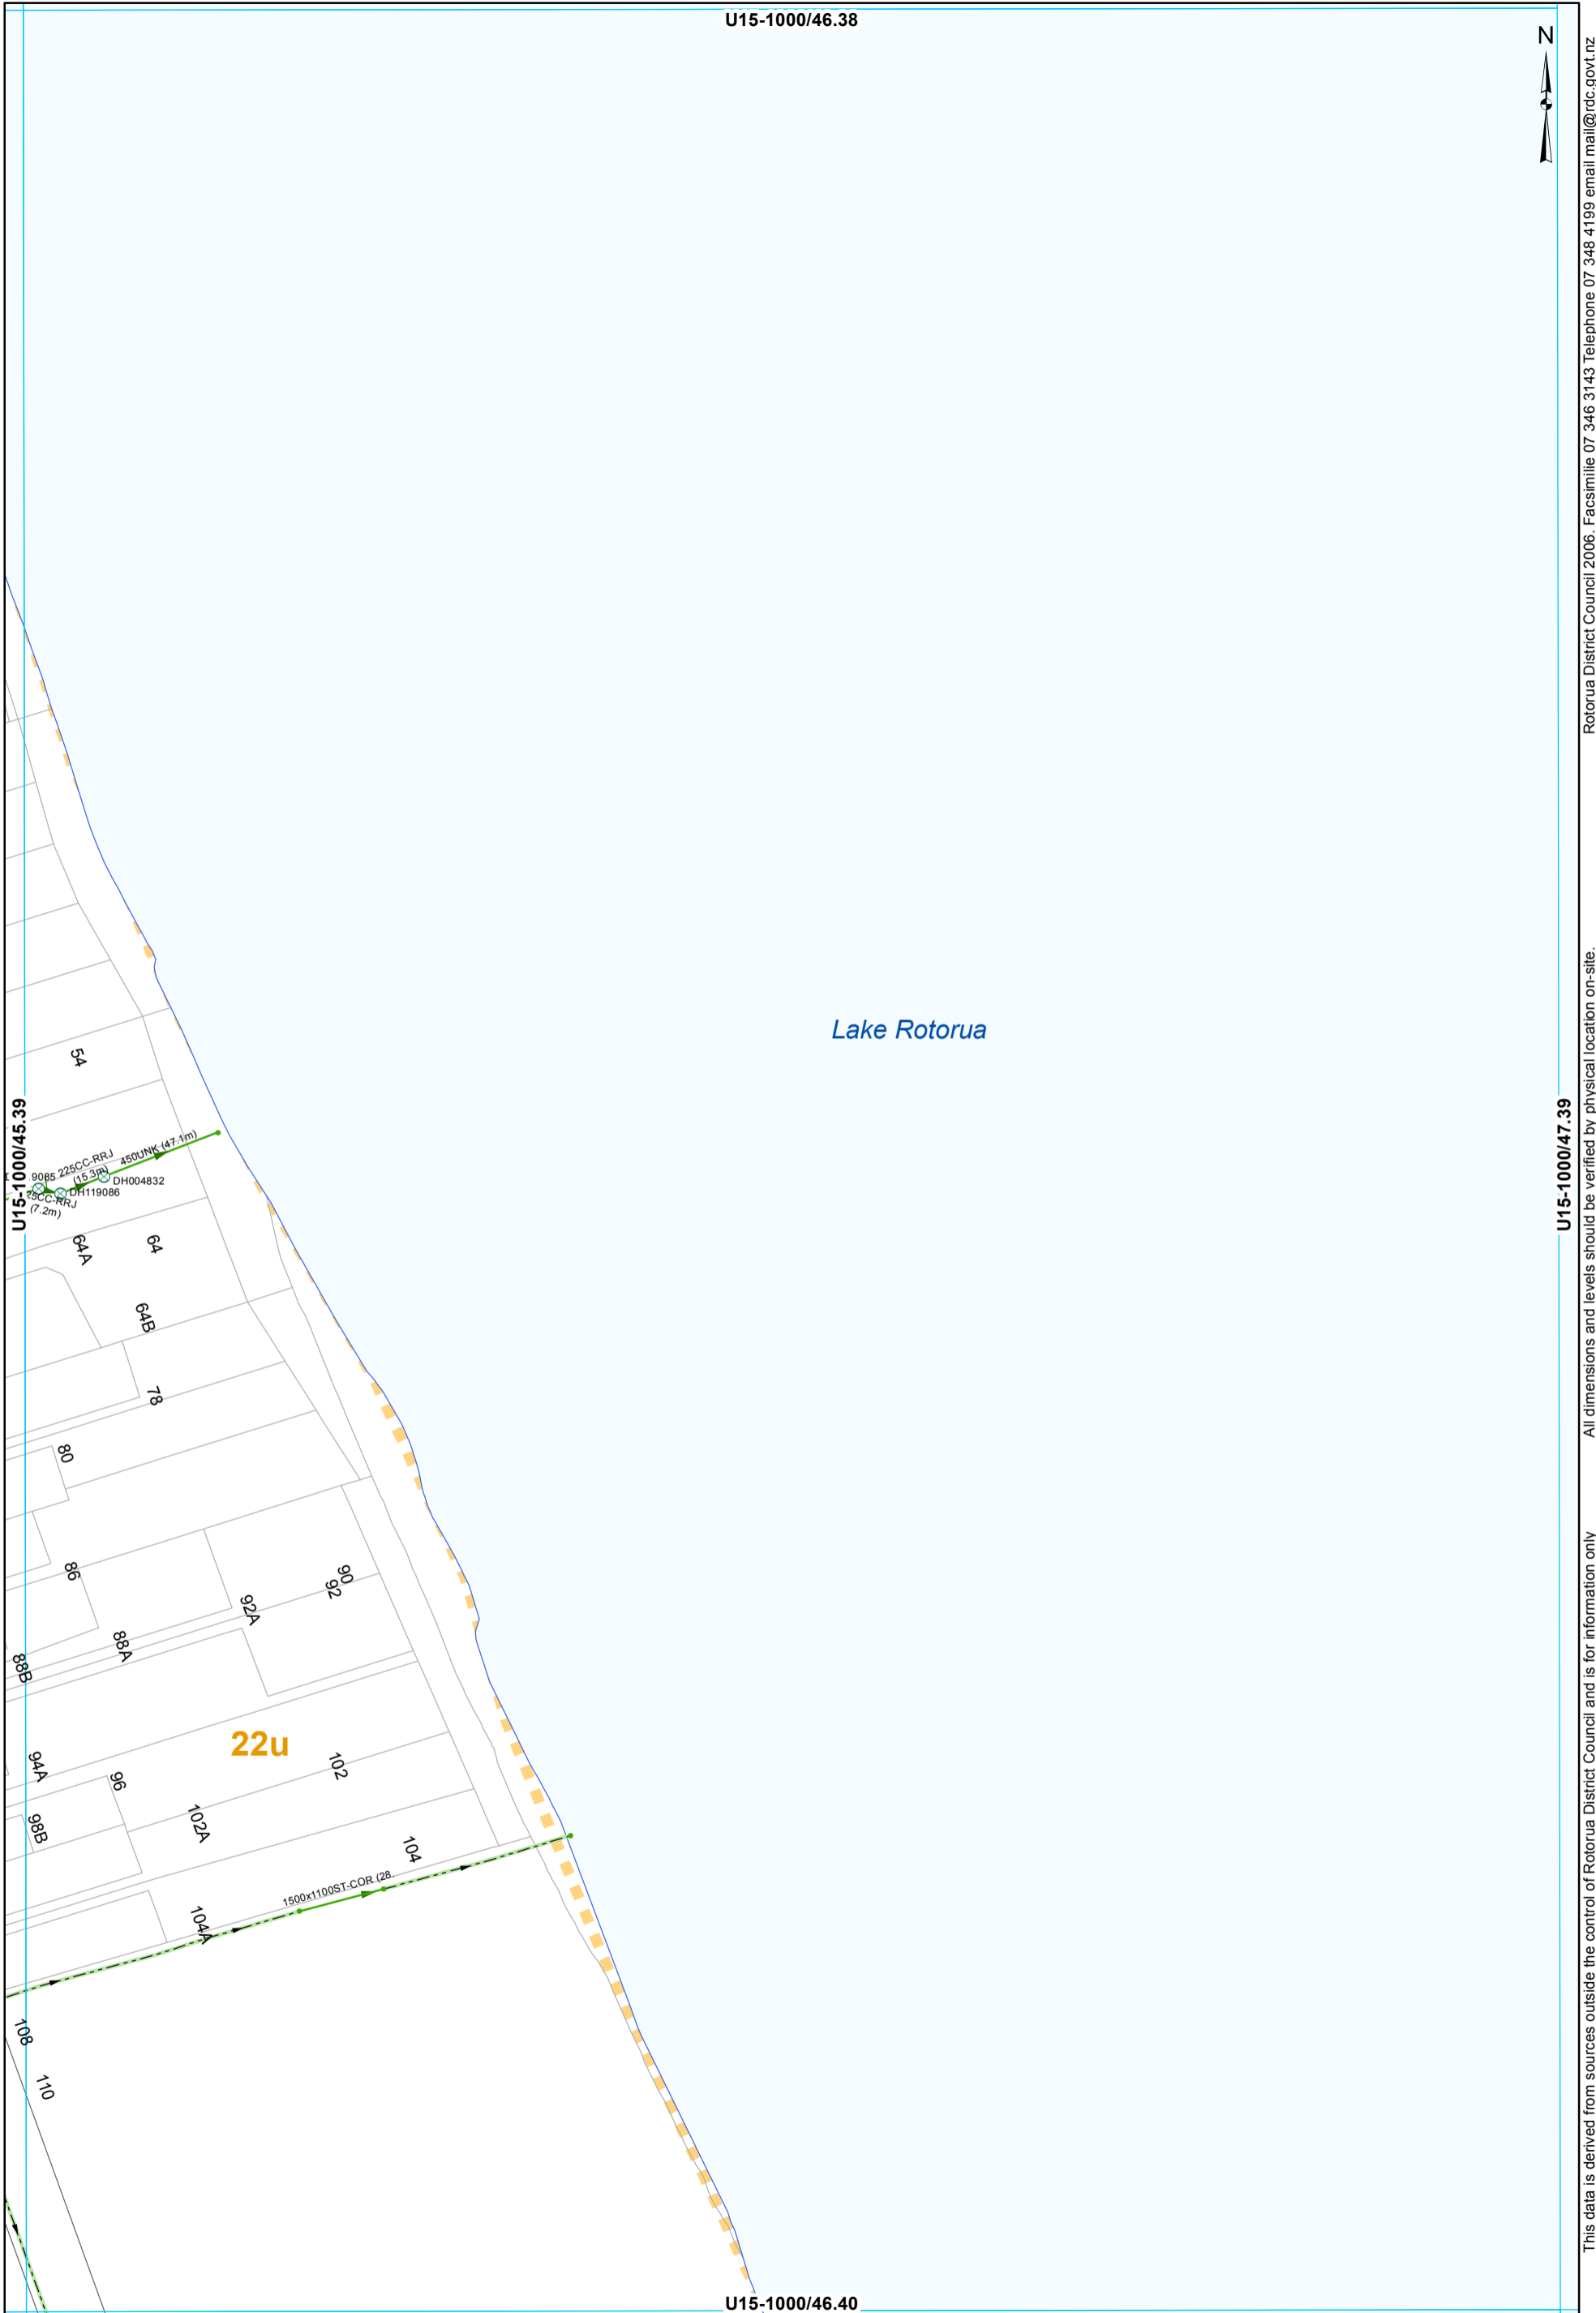 U15-1000/46.38
N
Rotorua District Council 2006. Facsimilie 07 346 3143 Telephone 07 348 4199 email mail@rdc.govt.nz
Lake Rotorua
All dimensions and levels should be verified by physical location on-site.
54
U15-1000/45.39
U15-1000/47.39
450UNK (47.1m)
225CC-RRJ
(15.3m)
9085
DH004832
DH119086
5CC-RRJ
(7.2m)
64A
64
64B
78
80
86
90
92
92A
88A
88B
22u
94A
96
98B
102
102A
104
1500x1100ST-COR (28.
104A
108
110
This data is derived from sources outside the control of Rotorua District Council and is for information only
U15-1000/46.40